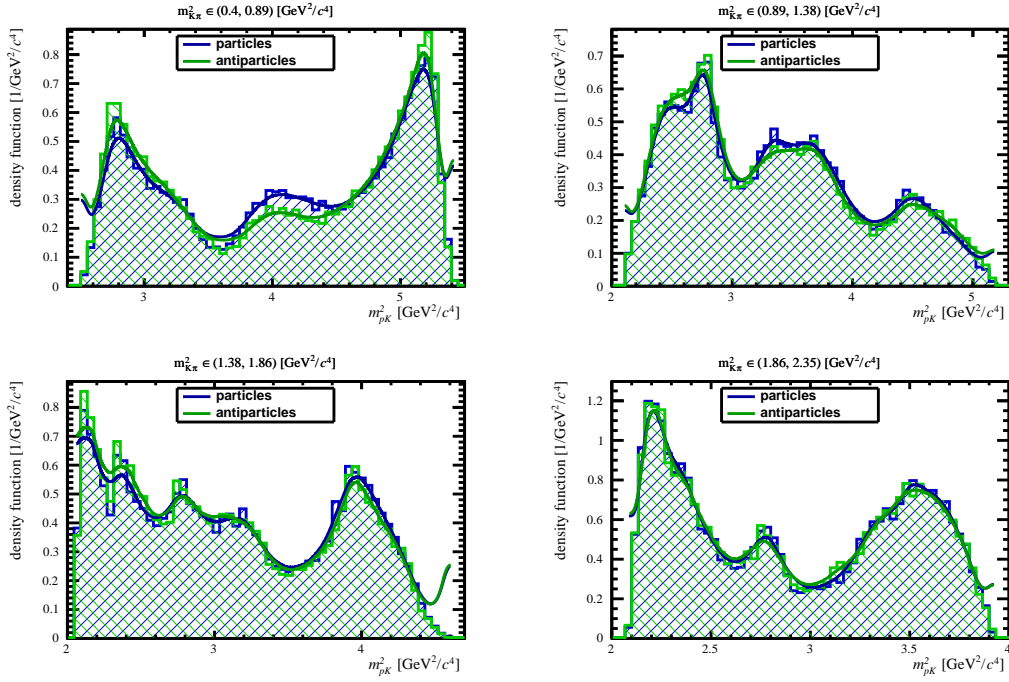 m²Kπ ∈ (0.4, 0.89) [GeV²/c⁴]
density function [1/GeV²/c⁴]
particles
antiparticles
0.8
0.7
0.6
0.5
0.4
0.3
0.2
0.1
0
3
4
5
m²pK [GeV²/c⁴]
m²Kπ ∈ (0.89, 1.38) [GeV²/c⁴]
density function [1/GeV²/c⁴]
particles
antiparticles
0.7
0.6
0.5
0.4
0.3
0.2
0.1
0
2
3
4
5
m²pK [GeV²/c⁴]
m²Kπ ∈ (1.38, 1.86) [GeV²/c⁴]
density function [1/GeV²/c⁴]
particles
antiparticles
0.8
0.7
0.6
0.5
0.4
0.3
0.2
0.1
0
2
3
4
m²pK [GeV²/c⁴]
m²Kπ ∈ (1.86, 2.35) [GeV²/c⁴]
density function [1/GeV²/c⁴]
particles
antiparticles
1.2
1
0.8
0.6
0.4
0.2
0
2
2.5
3
3.5
4
m²pK [GeV²/c⁴]